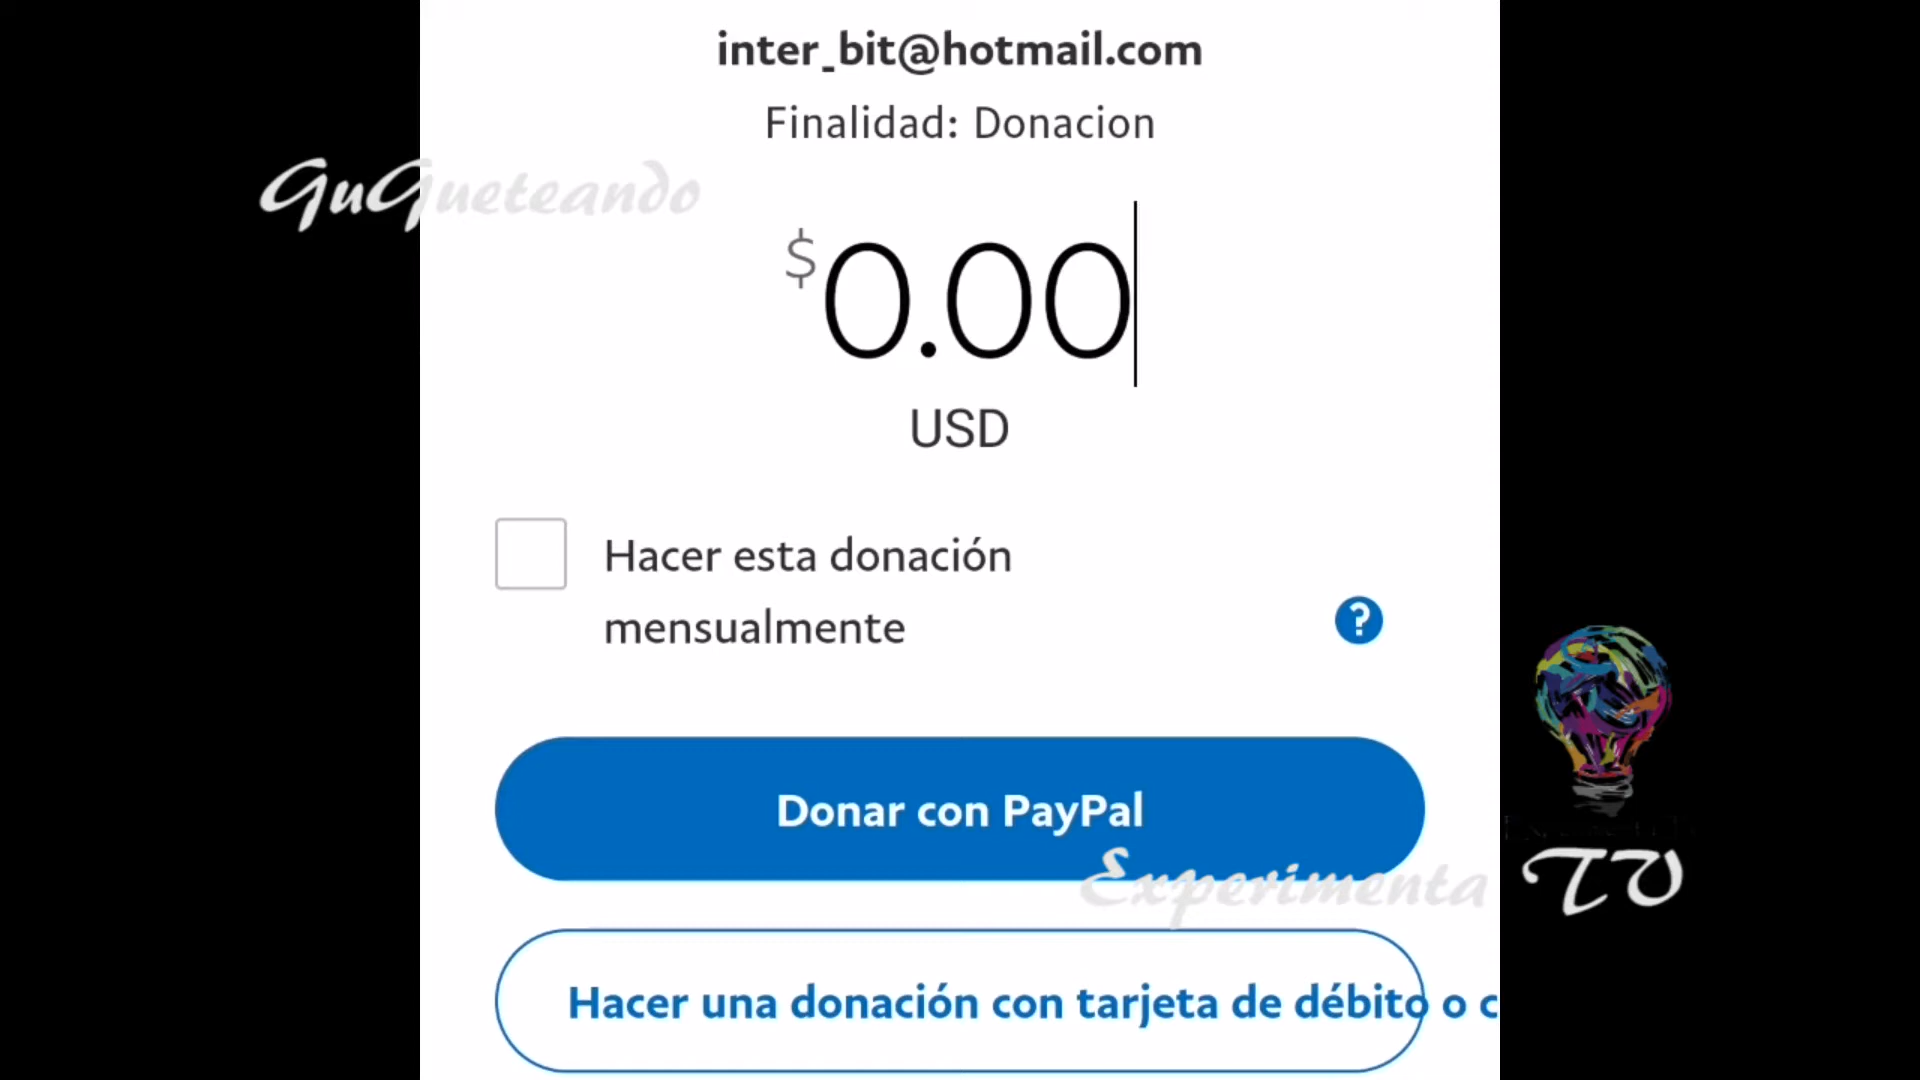 inter_bit@hotmail.com
Finalidad: Donacion
GuGueteando
$0.00
USD
Hacer esta donación
mensualmente
?
Donar con PayPal
Experimenta TV
Hacer una donación con tarjeta de débito o c